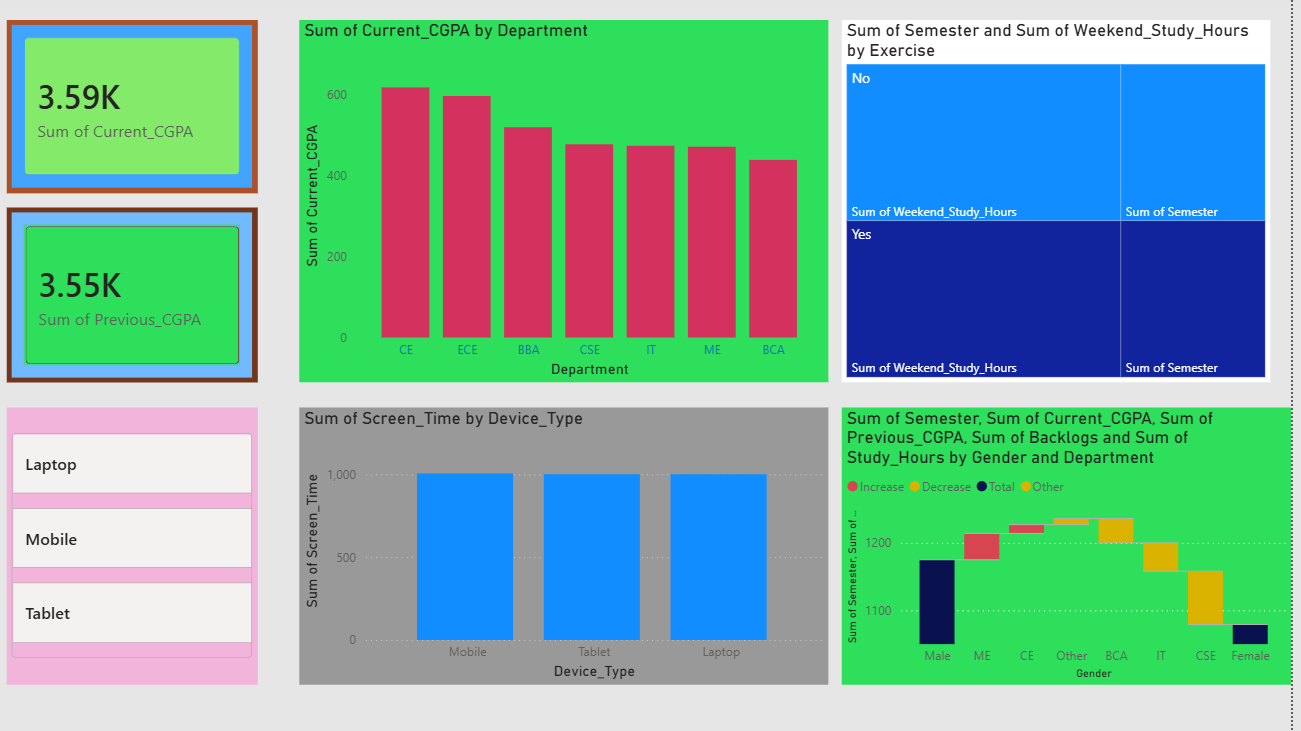 3.59K
Sum of Current_CGPA
3.55K
Sum of Previous_CGPA
Laptop
Mobile
Tablet
Sum of Current_CGPA by Department
Sum of Current_CGPA
600
400
200
0
CE ECE BBA CSE IT ME BCA
Department
Sum of Semester and Sum of Weekend_Study_Hours
by Exercise
No
Sum of Weekend_Study_Hours Sum of Semester
Yes
Sum of Weekend_Study_Hours Sum of Semester
Sum of Screen_Time by Device_Type
Sum of Screen_Time
1,000
500
0
Mobile Tablet Laptop
Device_Type
Sum of Semester, Sum of Current_CGPA, Sum of
Previous_CGPA, Sum of Backlogs and Sum of
Study_Hours by Gender and Department
Increase Decrease Total Other
Sum of Semester, Sum of ...
1200
1100
Male ME CE Other BCA IT CSE Female
Gender